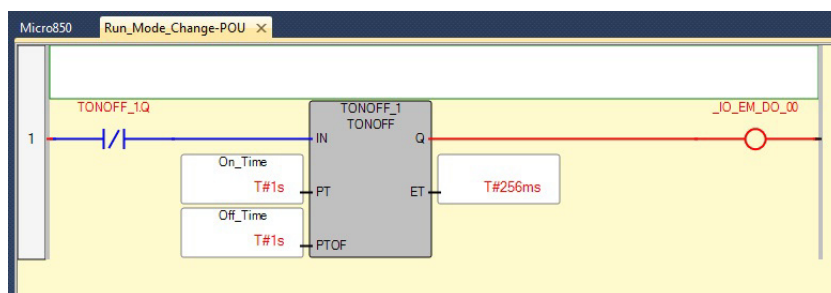 Micro850 Run_Mode_Change-POU ×
TONOFF_1.Q
TONOFF_1
TONOFF
_IO_EM_DO_00
1
IN
Q
On_Time
T#1s
PT
ET
T#256ms
Off_Time
T#1s
PTOF